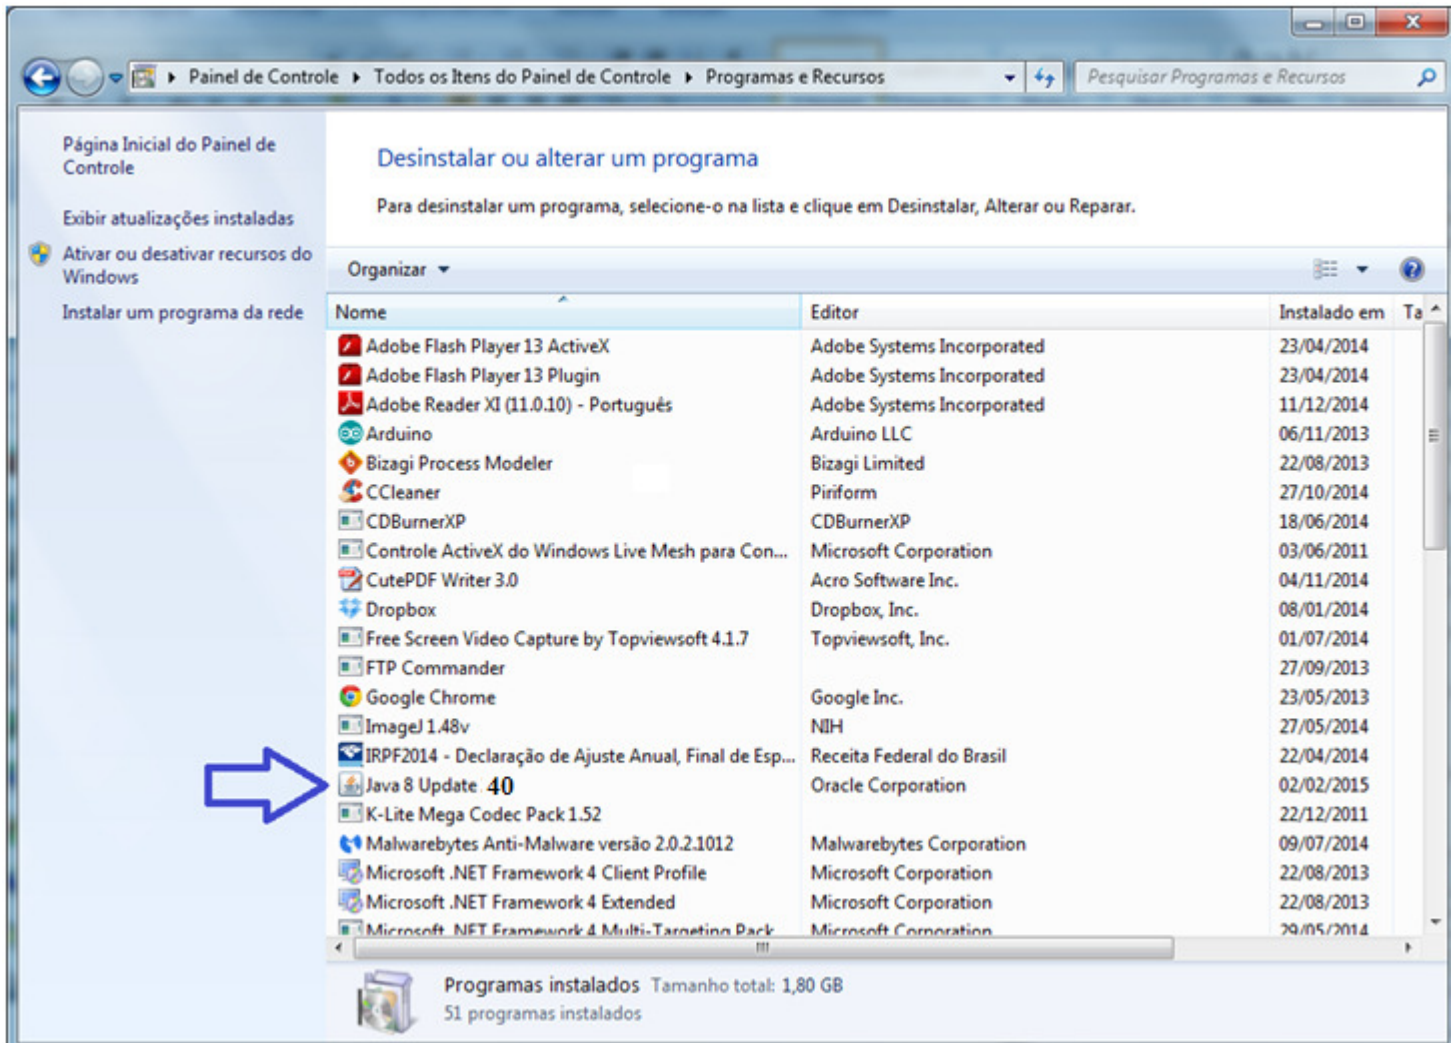 Painel de Controle Todos os Itens do Painel de Controle Programas e Recursos
Pesquisar Programas e Recursos
Página Inicial do Painel de
Controle
Exibir atualizações instaladas
Ativar ou desativar recursos do
Windows
Instalar um programa da rede
Desinstalar ou alterar um programa
Para desinstalar um programa, selecione-o na lista e clique em Desinstalar, Alterar ou Reparar.
Organizar
Nome Editor Instalado em Ta
Adobe Flash Player 13 ActiveX Adobe Systems Incorporated 23/04/2014
Adobe Flash Player 13 Plugin Adobe Systems Incorporated 23/04/2014
Adobe Reader XI (11.0.10) - Português Adobe Systems Incorporated 11/12/2014
Arduino Arduino LLC 06/11/2013
Bizagi Process Modeler Bizagi Limited 22/08/2013
CCleaner Piriform 27/10/2014
CDBurnerXP CDBurnerXP 18/06/2014
Controle ActiveX do Windows Live Mesh para Con... Microsoft Corporation 03/06/2011
CutePDF Writer 3.0 Acro Software Inc. 04/11/2014
Dropbox Dropbox, Inc. 08/01/2014
Free Screen Video Capture by Topviewsoft 4.1.7 Topviewsoft, Inc. 01/07/2014
FTP Commander 27/09/2013
Google Chrome Google Inc. 23/05/2013
ImageJ 1.48v NIH 27/05/2014
IRPF2014 - Declaração de Ajuste Anual, Final de Esp... Receita Federal do Brasil 22/04/2014
Java 8 Update 40 Oracle Corporation 02/02/2015
K-Lite Mega Codec Pack 1.52 22/12/2011
Malwarebytes Anti-Malware versão 2.0.2.1012 Malwarebytes Corporation 09/07/2014
Microsoft .NET Framework 4 Client Profile Microsoft Corporation 22/08/2013
Microsoft .NET Framework 4 Extended Microsoft Corporation 22/08/2013
Microsoft .NET Framework 4 Multi-Targeting Pack Microsoft Corporation 29/05/2014
Programas instalados Tamanho total: 1,80 GB
51 programas instalados